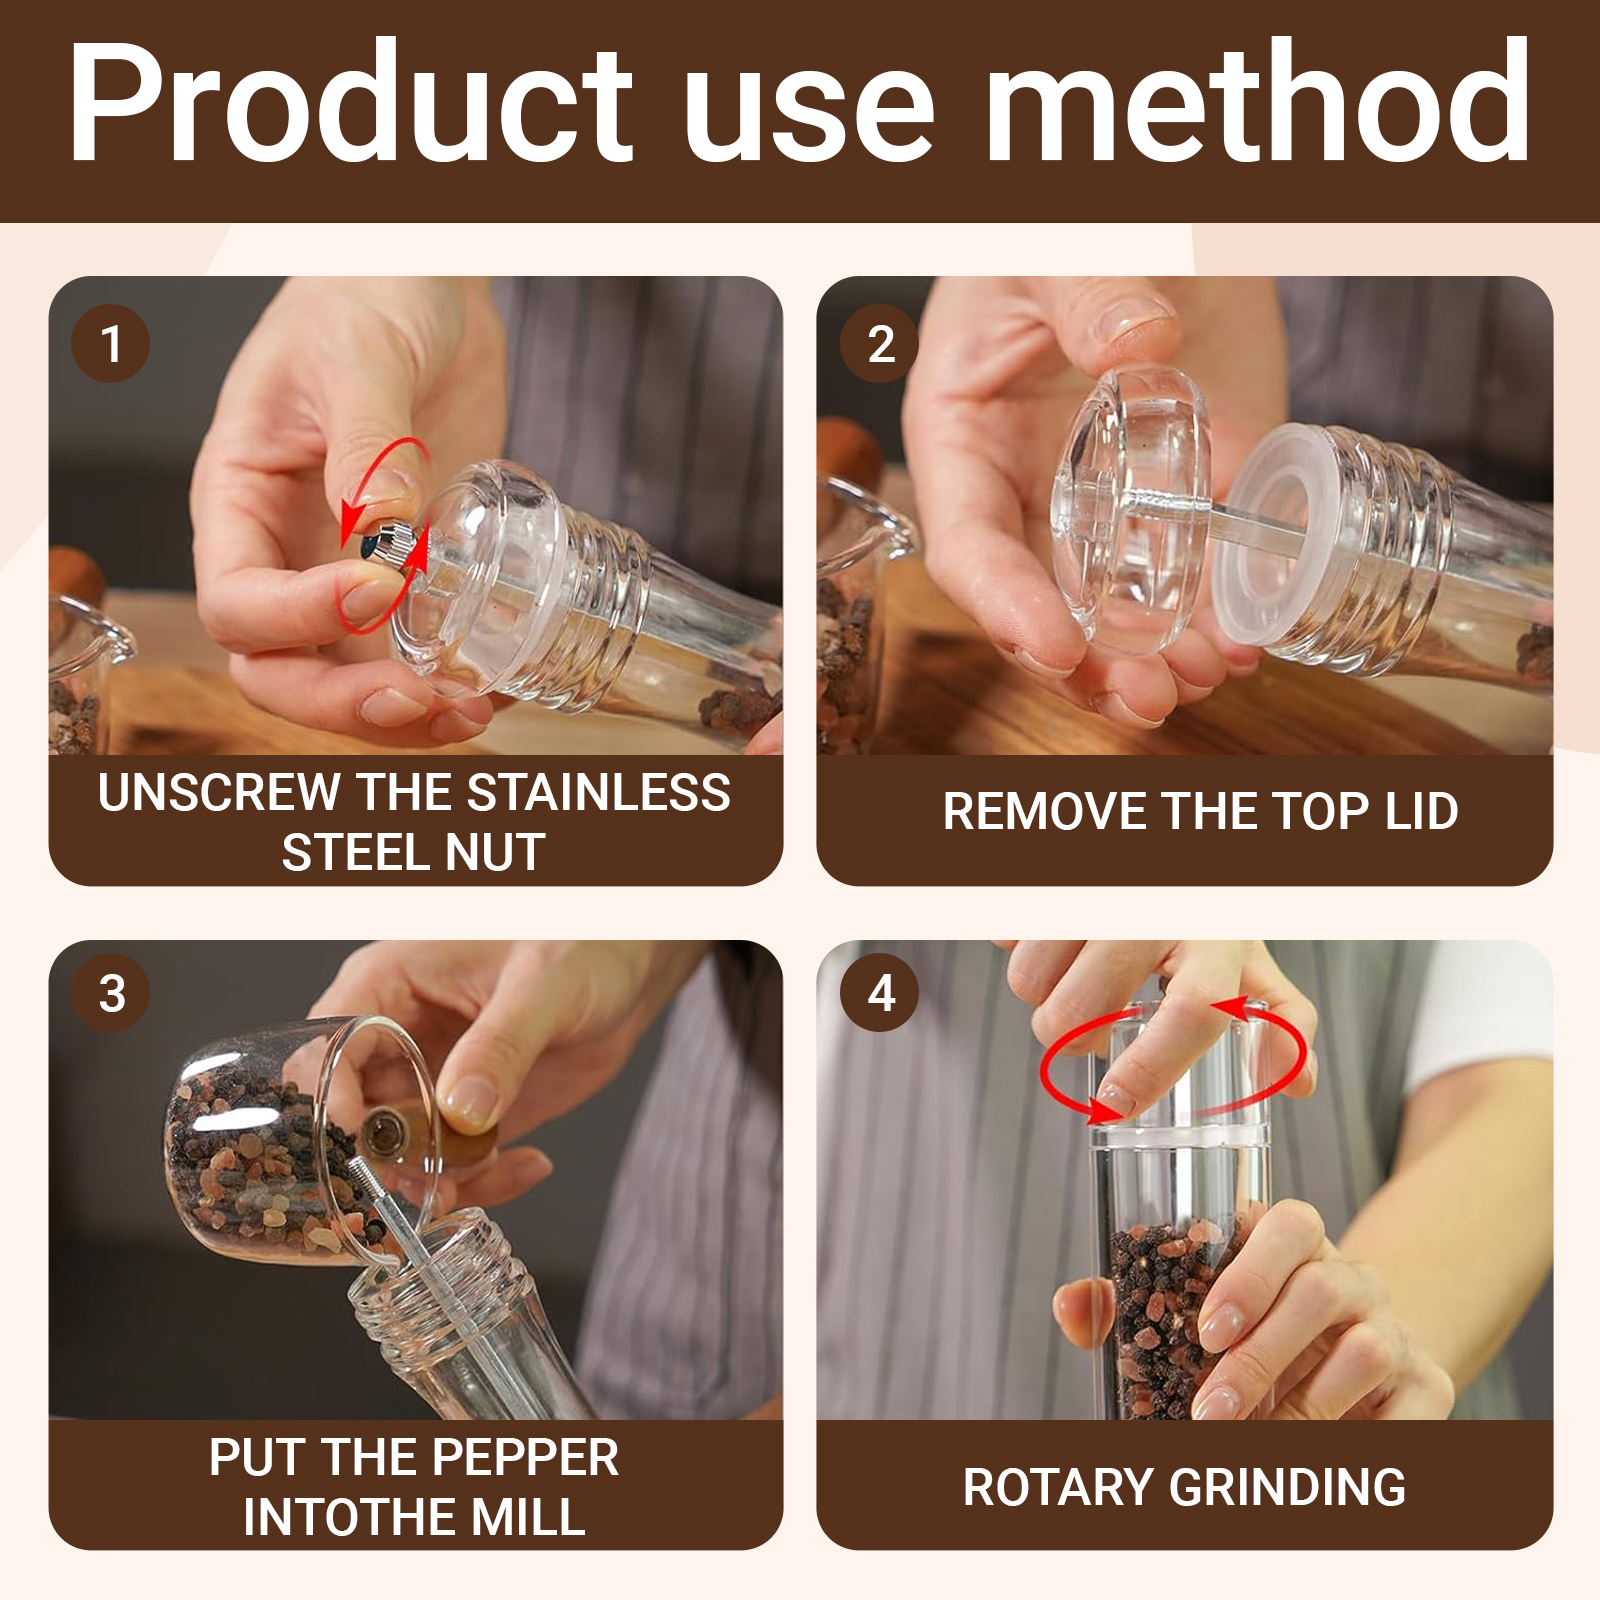 Product use method
1
2
UNSCREW THE STAINLESS
STEEL NUT
REMOVE THE TOP LID
3
4
PUT THE PEPPER
INTOTHE MILL
ROTARY GRINDING